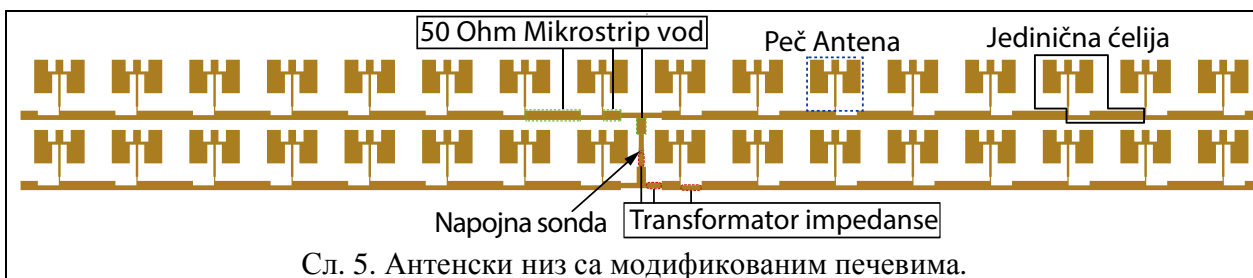 50 Ohm Mikrostrip vod
Peč Antena
Jedinična ćelija
Napojna sonda
Transformator impedanse
Сл. 5. Антенски низ са модификованим печевима.